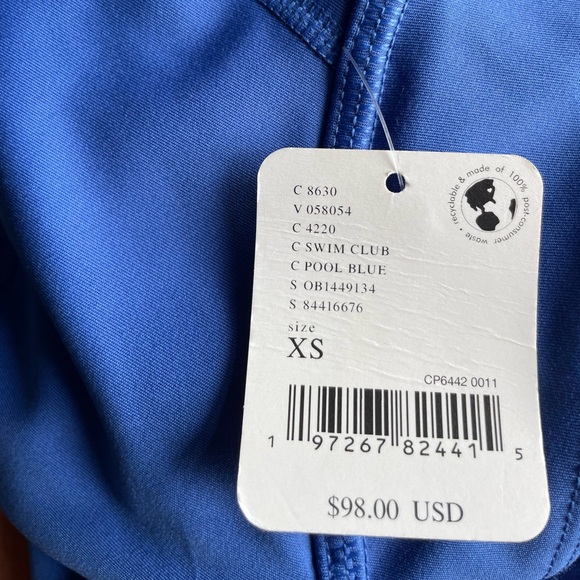 C 8630
V 058054
C 4220
C SWIM CLUB
C POOL BLUE
S OB1449134
S 84416676
size
XS
recyclable & made of 100% post-consumer waste •
CP6442 0011
1 97267 82441 5
$98.00 USD